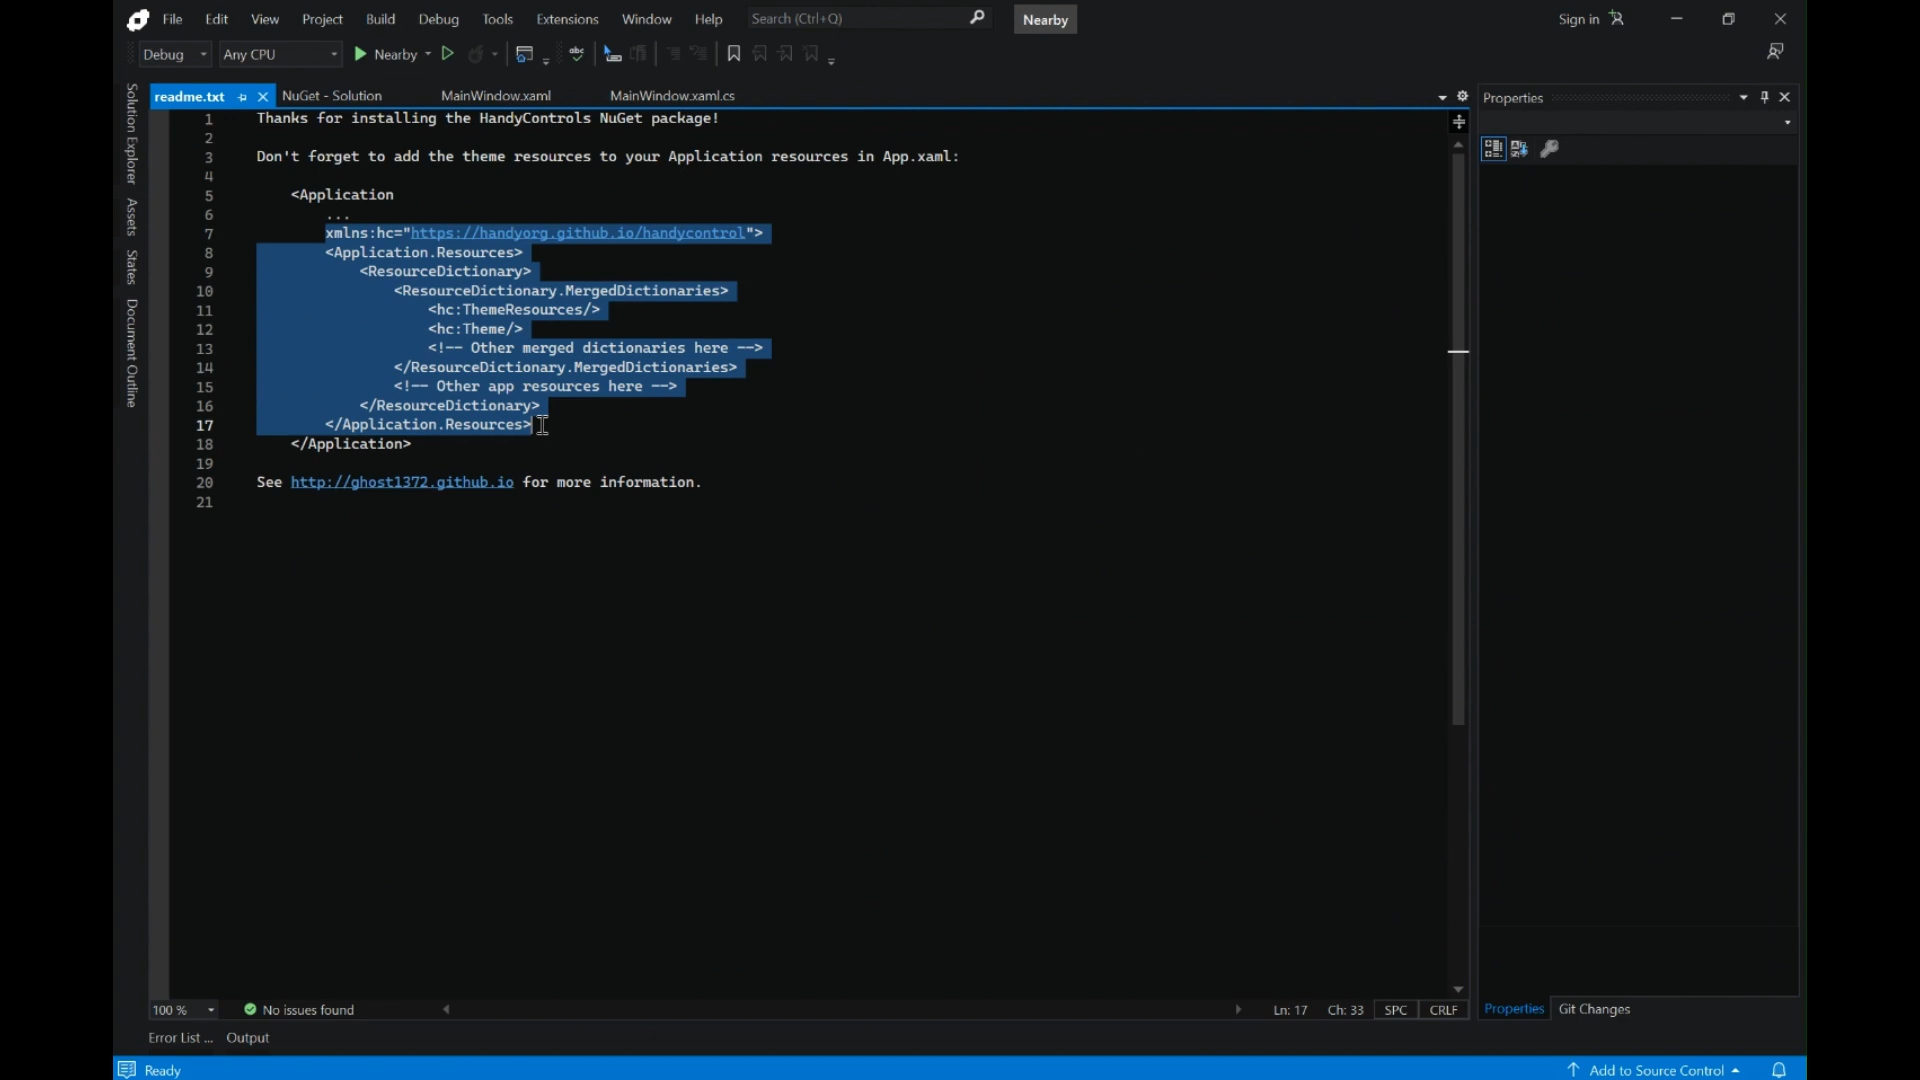 File Edit View Project Build Debug Tools Extensions Window Help Search (Ctrl+Q) Nearby Sign in
Debug Any CPU Nearby
readme.txt NuGet - Solution MainWindow.xaml MainWindow.xaml.cs
Properties
Solution Explorer
Assets
States
Document Outline
1 Thanks for installing the HandyControls NuGet package!
2
3 Don't forget to add the theme resources to your Application resources in App.xaml:
4
5 <Application
6 ...
7 xmlns:hc="https://handyorg.github.io/handycontrol">
8 <Application.Resources>
9 <ResourceDictionary>
10 <ResourceDictionary.MergedDictionaries>
11 <hc:ThemeResources/>
12 <hc:Theme/>
13 <!-- Other merged dictionaries here -->
14 </ResourceDictionary.MergedDictionaries>
15 <!-- Other app resources here -->
16 </ResourceDictionary>
17 </Application.Resources>
18 </Application>
19
20 See http://ghost1372.github.io for more information.
21
100 % No issues found Ln: 17 Ch: 33 SPC CRLF
Properties Git Changes
Error List ... Output
Ready Add to Source Control